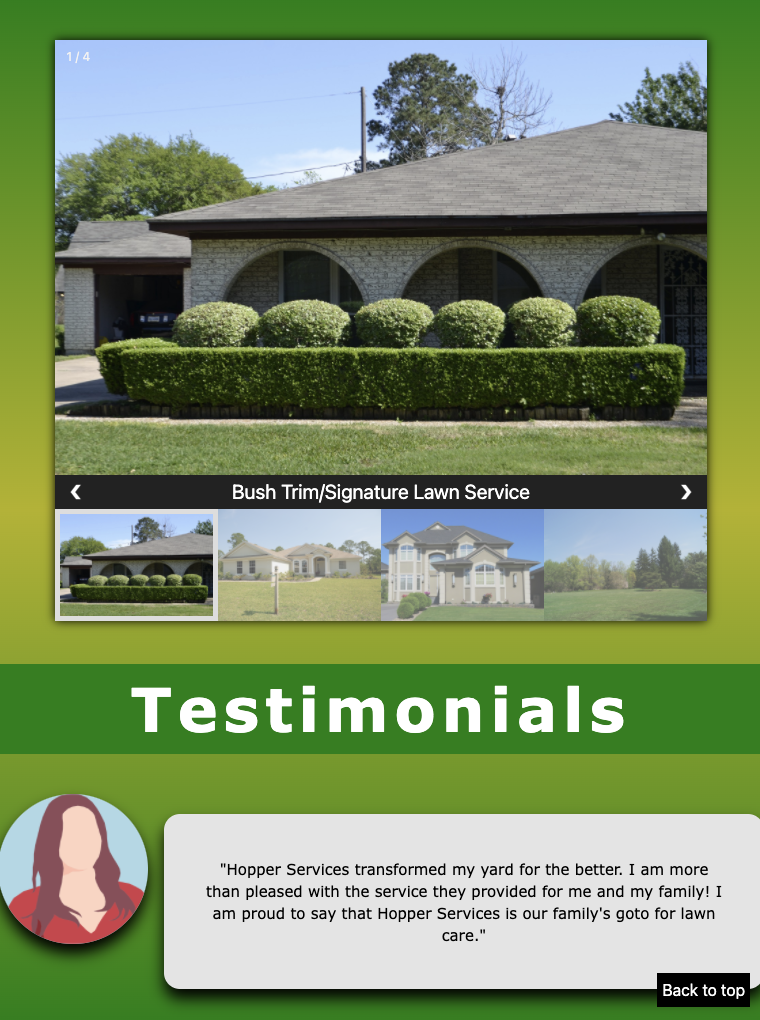 1 / 4
❮ Bush Trim/Signature Lawn Service ❯
Testimonials
"Hopper Services transformed my yard for the better. I am more
than pleased with the service they provided for me and my family! I
am proud to say that Hopper Services is our family's goto for lawn
care."
Back to top